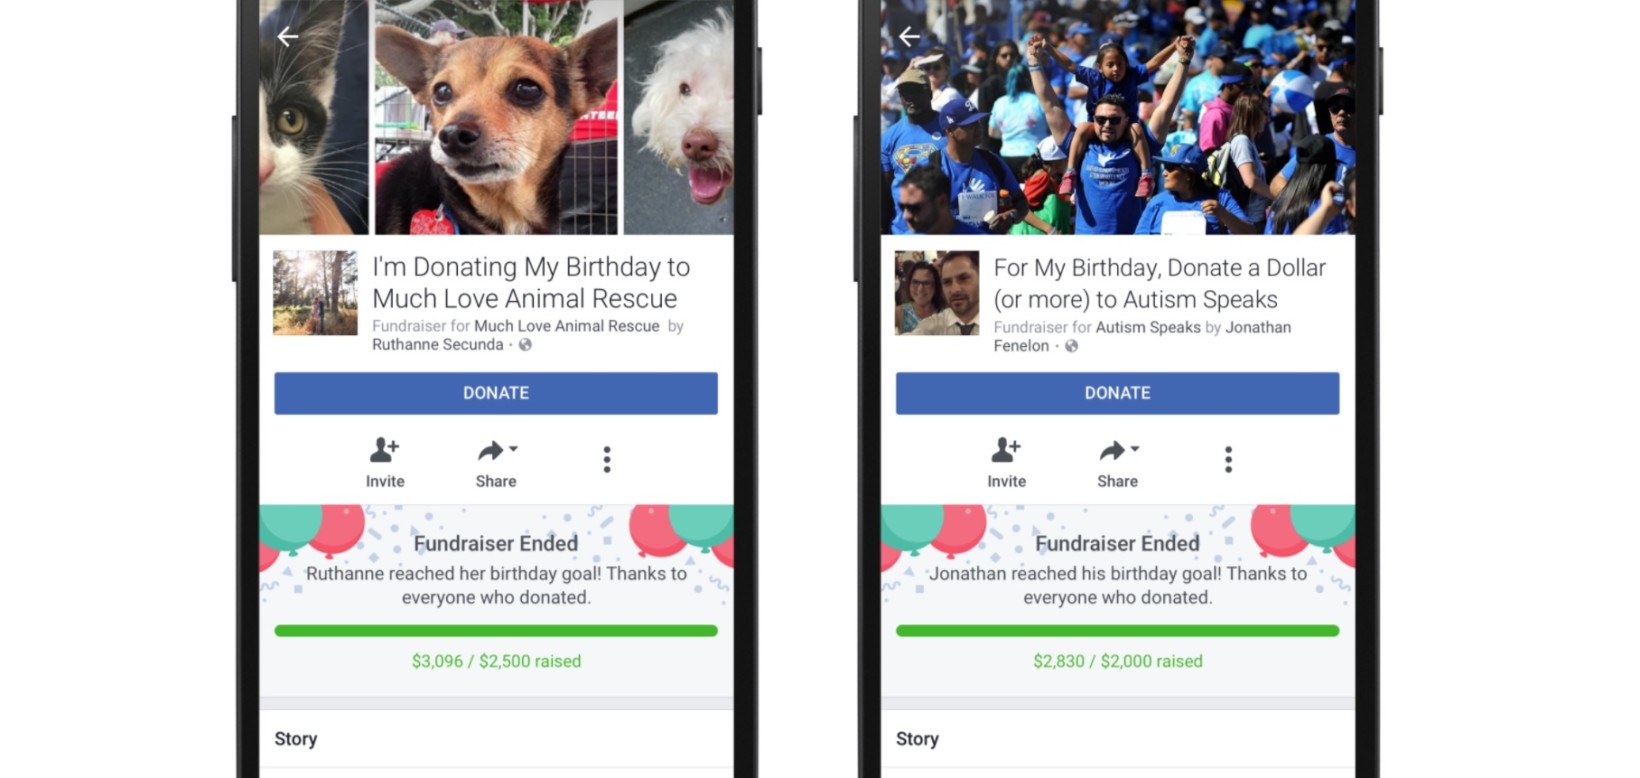 I'm Donating My Birthday to
Much Love Animal Rescue
Fundraiser for Much Love Animal Rescue by
Ruthanne Secunda ·
DONATE
Invite
Share
Fundraiser Ended
Ruthanne reached her birthday goal! Thanks to
everyone who donated.
$3,096 / $2,500 raised
Story
For My Birthday, Donate a Dollar
(or more) to Autism Speaks
Fundraiser for Autism Speaks by Jonathan
Fenelon ·
DONATE
Invite
Share
Fundraiser Ended
Jonathan reached his birthday goal! Thanks to
everyone who donated.
$2,830 / $2,000 raised
Story